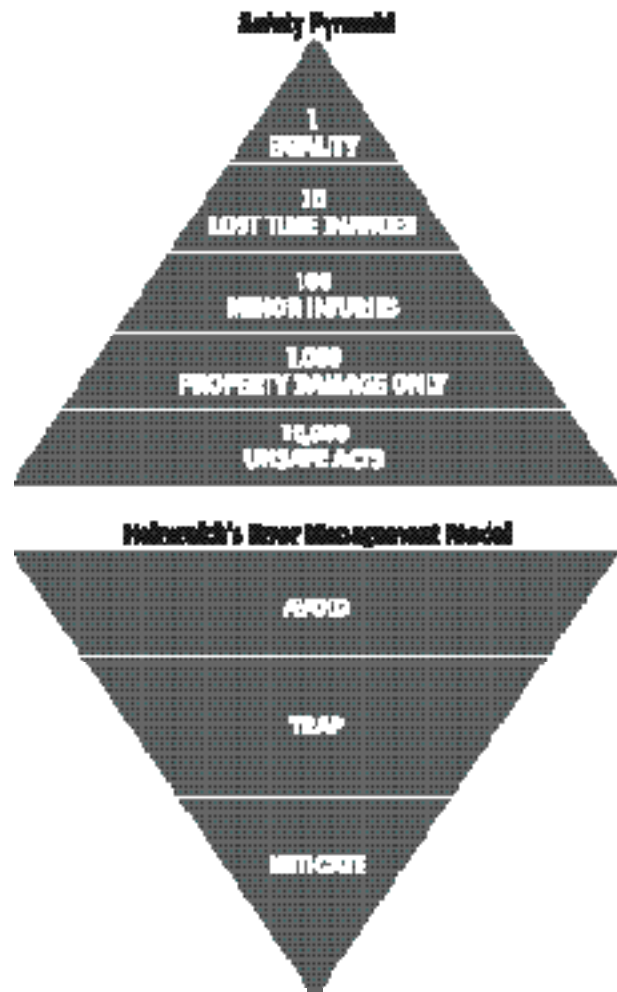 Safety Pyramid
1
FATALITY
10
LOST TIME INJURIES
100
MINOR INJURIES
1,000
PROPERTY DAMAGE ONLY
10,000
UNSAFE ACTS
Error Management Model
AVOID
TRAP
MITIGATE